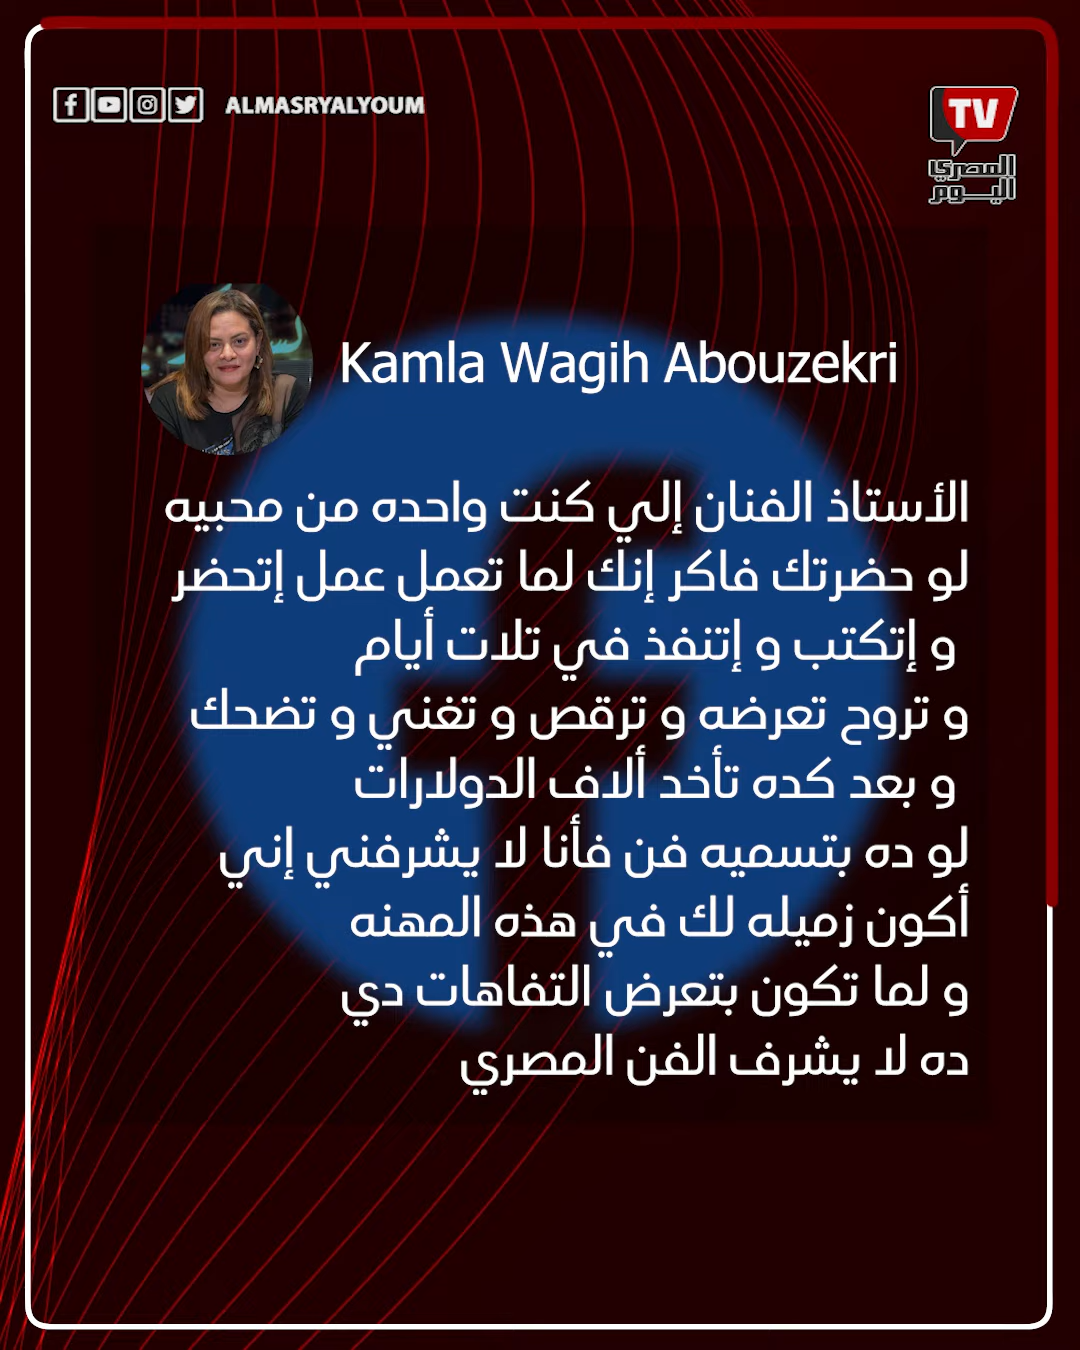 ALMASRYALYOUM
TV
المصري
اليوم
Kamla Wagih Abouzekri
الأستاذ الفنان إلي كنت واحده من محبيه
لو حضرتك فاكر إنك لما تعمل عمل إتحضر
و إتكتب و إتنفذ في تلات أيام
و تروح تعرضه و ترقص و تغني و تضحك
و بعد كده تأخد ألاف الدولارات
لو ده بتسميه فن فأنا لا يشرفني إني
أكون زميله لك في هذه المهنه
و لما تكون بتعرض التفاهات دي
ده لا يشرف الفن المصري